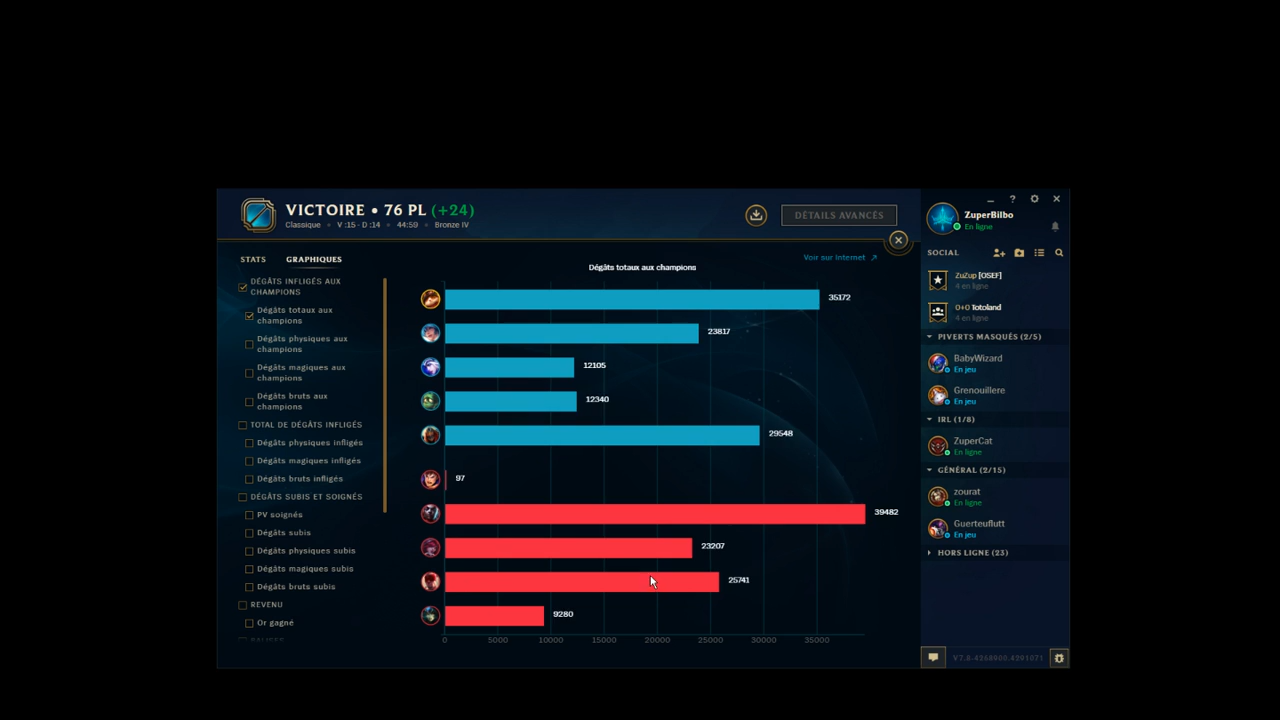 VICTOIRE • 76 PL (+24)
Classique • V :15 - D :14 • 44:59 • Bronze IV
DÉTAILS AVANCÉS
STATS GRAPHIQUES
Voir sur Internet
Dégâts totaux aux champions
DÉGÂTS INFLIGÉS AUX
CHAMPIONS
Dégâts totaux aux
champions
Dégâts physiques aux
champions
Dégâts magiques aux
champions
Dégâts bruts aux
champions
TOTAL DE DÉGÂTS INFLIGÉS
Dégâts physiques infligés
Dégâts magiques infligés
Dégâts bruts infligés
DÉGÂTS SUBIS ET SOIGNÉS
PV soignés
Dégâts subis
Dégâts physiques subis
Dégâts magiques subis
Dégâts bruts subis
REVENU
Or gagné
35172
23817
12105
12340
29548
97
39482
23207
25741
9280
0 5000 10000 15000 20000 25000 30000 35000
ZuperBilbo
En ligne
SOCIAL
ZuZup [OSEF]
4 en ligne
0+0 Totoland
4 en ligne
PIVERTS MASQUÉS (2/5)
BabyWizard
En jeu
Grenouillere
En jeu
IRL (1/8)
ZuperCat
En ligne
GÉNÉRAL (2/15)
zourat
En ligne
Guerteuflutt
En jeu
HORS LIGNE (23)